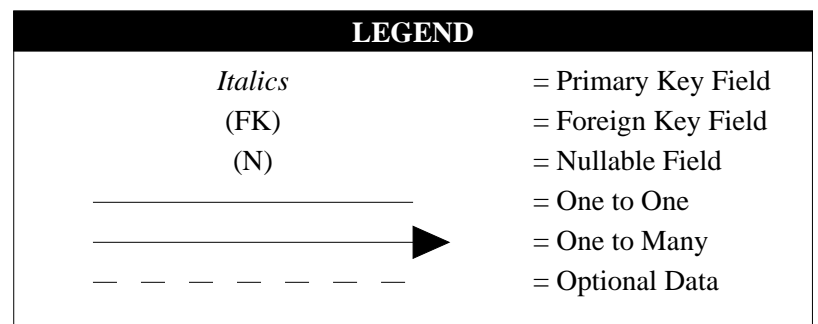 LEGEND
Italics = Primary Key Field
(FK) = Foreign Key Field
(N) = Nullable Field
= One to One
= One to Many
= Optional Data